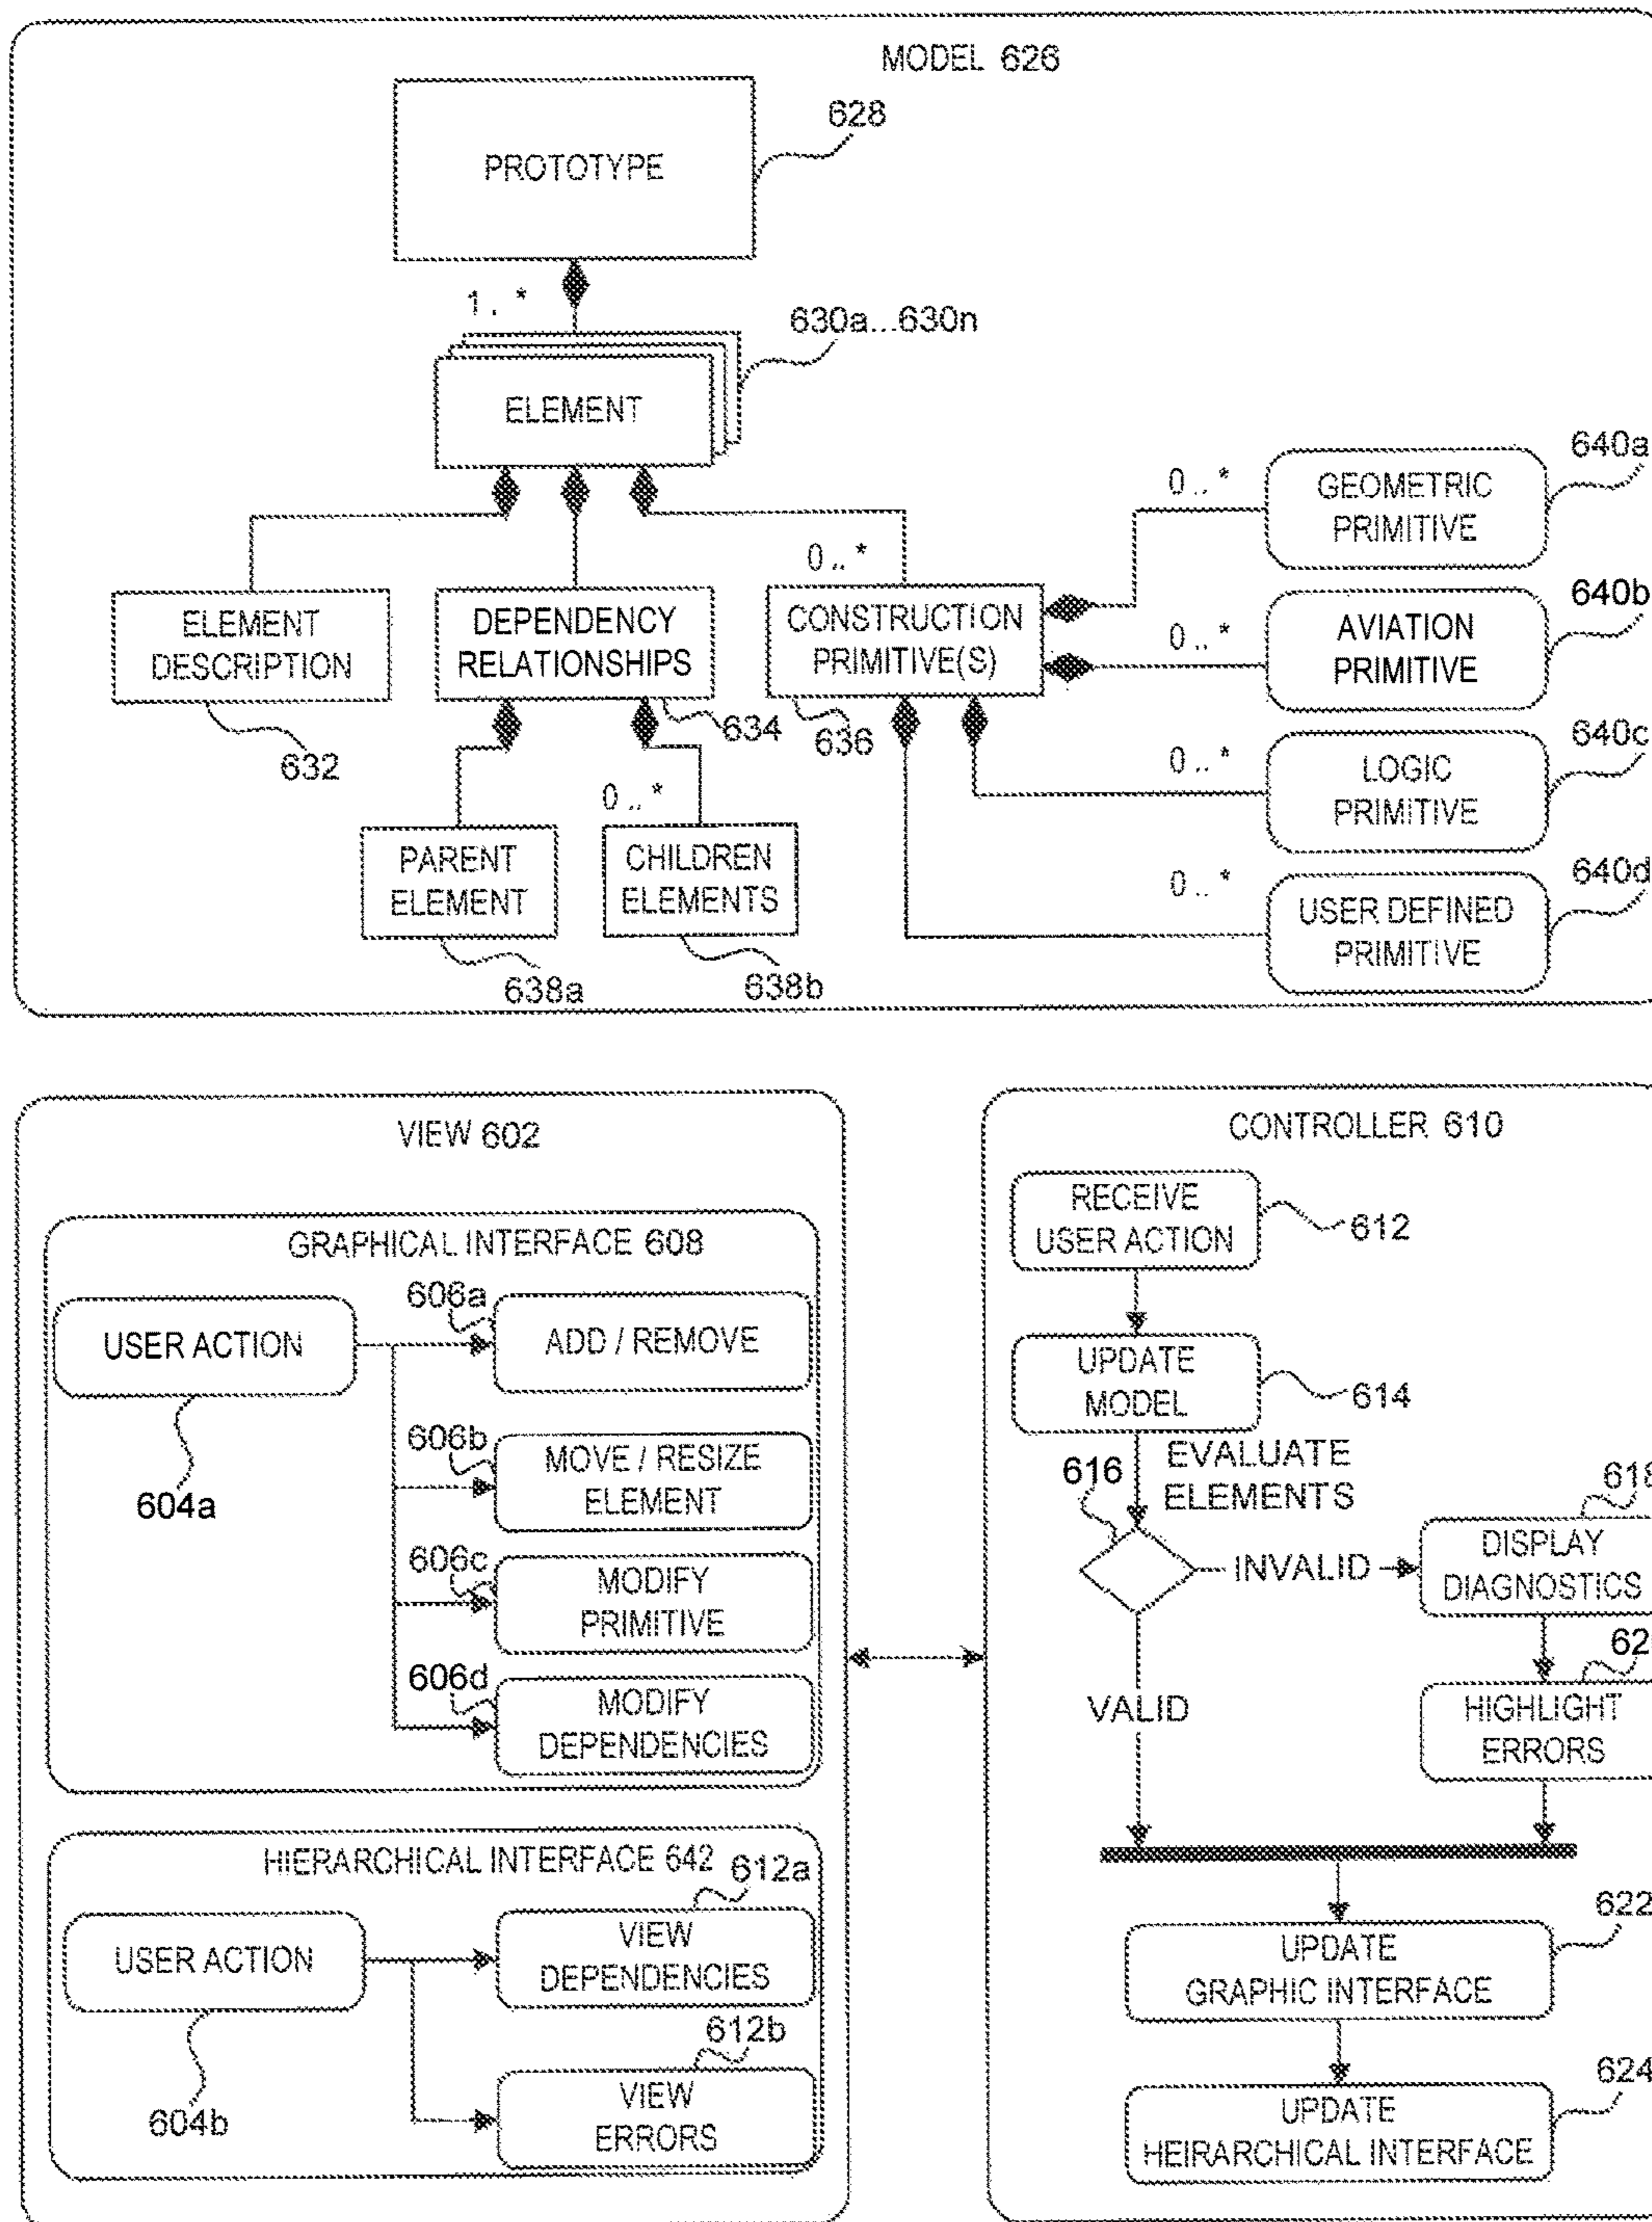 MODEL 626
PROTOTYPE
628
1. *
630a...630n
ELEMENT
ELEMENT
DESCRIPTION
632
DEPENDENCY
RELATIONSHIPS
634
0.. *
CONSTRUCTION
PRIMITIVE(S)
636
PARENT
ELEMENT
638a
0.. *
CHILDREN
ELEMENTS
638b
0.. *
GEOMETRIC
PRIMITIVE
640a
0.. *
AVIATION
PRIMITIVE
640b
0.. *
LOGIC
PRIMITIVE
640c
0.. *
USER DEFINED
PRIMITIVE
640d
VIEW 602
GRAPHICAL INTERFACE 608
USER ACTION
604a
606a
ADD / REMOVE
606b
MOVE / RESIZE
ELEMENT
606c
MODIFY
PRIMITIVE
606d
MODIFY
DEPENDENCIES
HIERARCHICAL INTERFACE 642
USER ACTION
604b
612a
VIEW
DEPENDENCIES
612b
VIEW
ERRORS
CONTROLLER 610
RECEIVE
USER ACTION
612
UPDATE
MODEL
614
EVALUATE
ELEMENTS
616
INVALID
VALID
618
DISPLAY
DIAGNOSTICS
62
HIGHLIGHT
ERRORS
622
UPDATE
GRAPHIC INTERFACE
624
UPDATE
HEIRARCHICAL INTERFACE